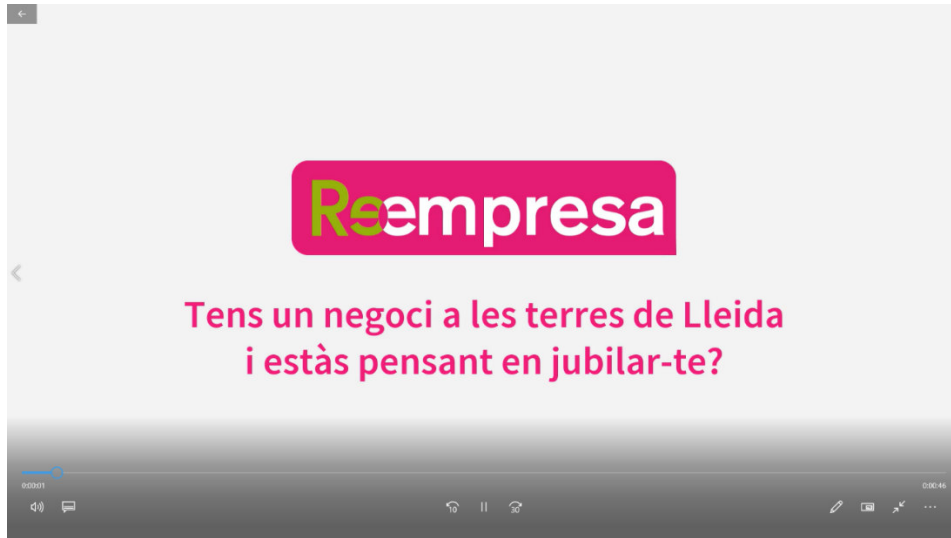 Reempresa
Tens un negoci a les terres de Lleida
i estàs pensant en jubilar-te?
0:00:01
0:00:46
10
30